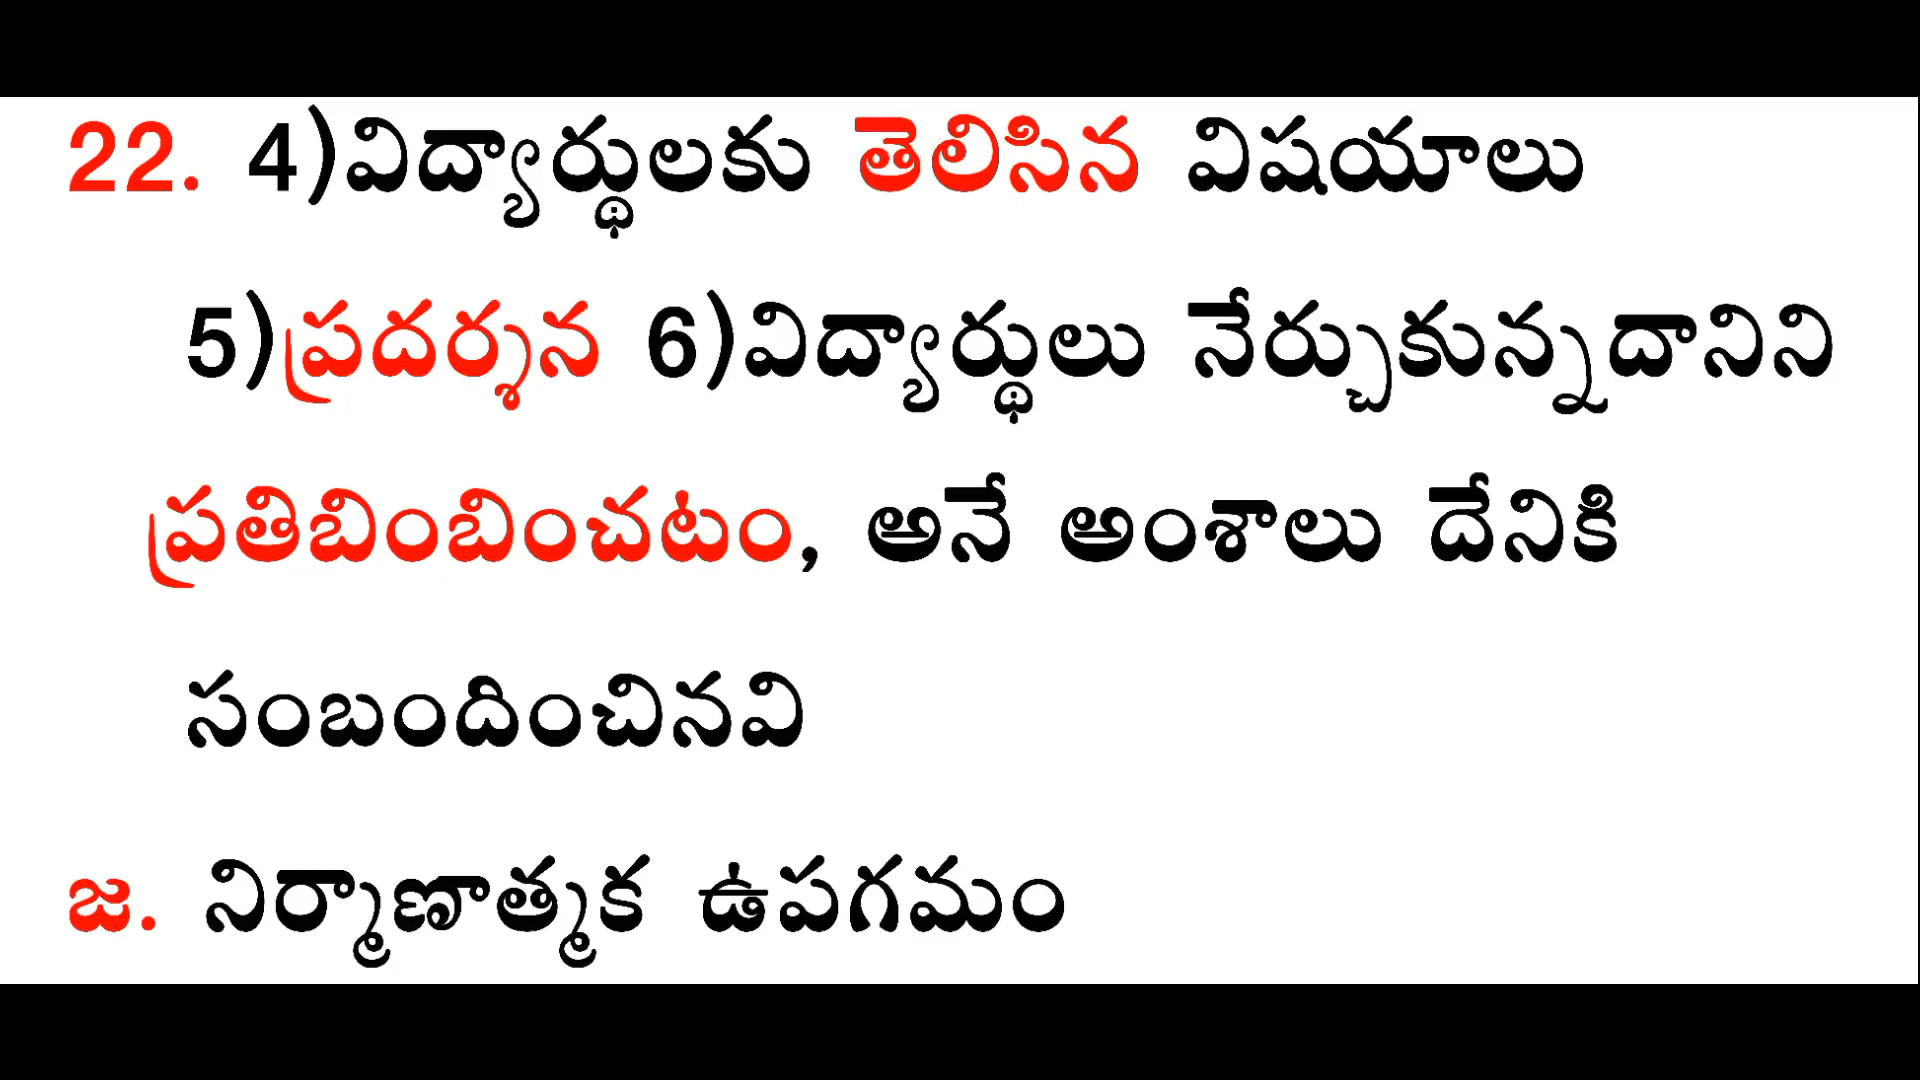 22. 4)విద్యార్థులకు తెలిసిన విషయాలు
5)ప్రదర్శన 6)విద్యార్థులు నేర్చుకున్నదానిని
ప్రతిబింబించటం, అనే అంశాలు దేనికి
సంబందించినవి
జ. నిర్మాణాత్మక ఉపగమం